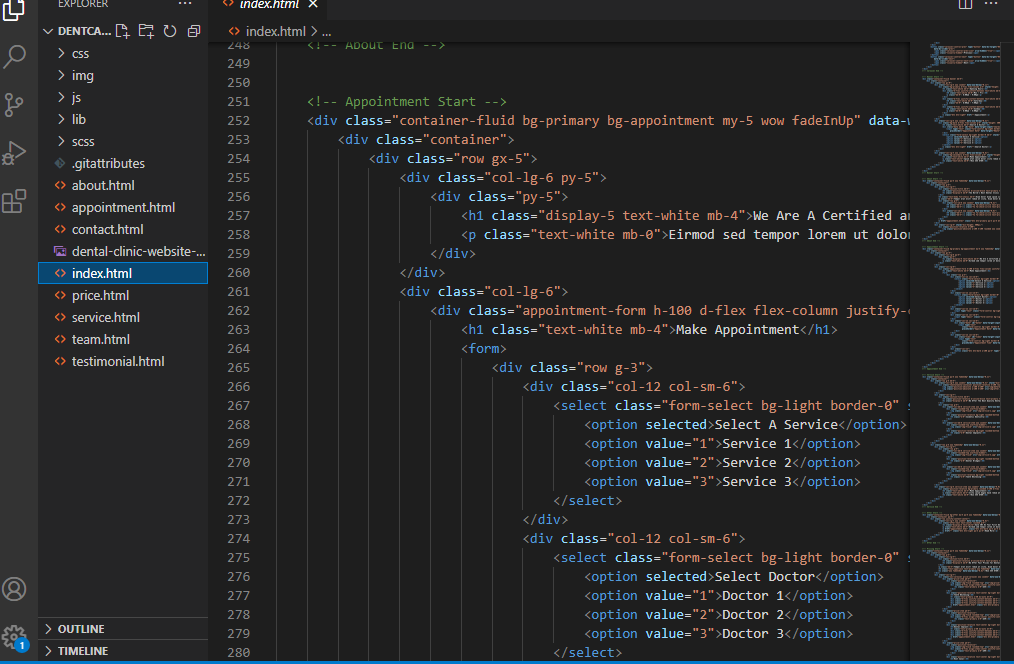 EXPLORER
DENTCA...
css
img
js
lib
scss
.gitattributes
about.html
appointment.html
contact.html
dental-clinic-website-...
index.html
price.html
service.html
team.html
testimonial.html
OUTLINE
TIMELINE
1
index.html
index.html > ...
248 <!-- About End -->
249
250
251 <!-- Appointment Start -->
252 <div class="container-fluid bg-primary bg-appointment my-5 wow fadeInUp" data-
253 <div class="container">
254 <div class="row gx-5">
255 <div class="col-lg-6 py-5">
256 <div class="py-5">
257 <h1 class="display-5 text-white mb-4">We Are A Certified
258 <p class="text-white mb-0">Eirmod sed tempor lorem ut dolo
259 </div>
260 </div>
261 <div class="col-lg-6">
262 <div class="appointment-form h-100 d-flex flex-column justify-
263 <h1 class="text-white mb-4">Make Appointment</h1>
264 <form>
265 <div class="row g-3">
266 <div class="col-12 col-sm-6">
267 <select class="form-select bg-light border-0"
268 <option selected>Select A Service</option>
269 <option value="1">Service 1</option>
270 <option value="2">Service 2</option>
271 <option value="3">Service 3</option>
272 </select>
273 </div>
274 <div class="col-12 col-sm-6">
275 <select class="form-select bg-light border-0"
276 <option selected>Select Doctor</option>
277 <option value="1">Doctor 1</option>
278 <option value="2">Doctor 2</option>
279 <option value="3">Doctor 3</option>
280 </select>